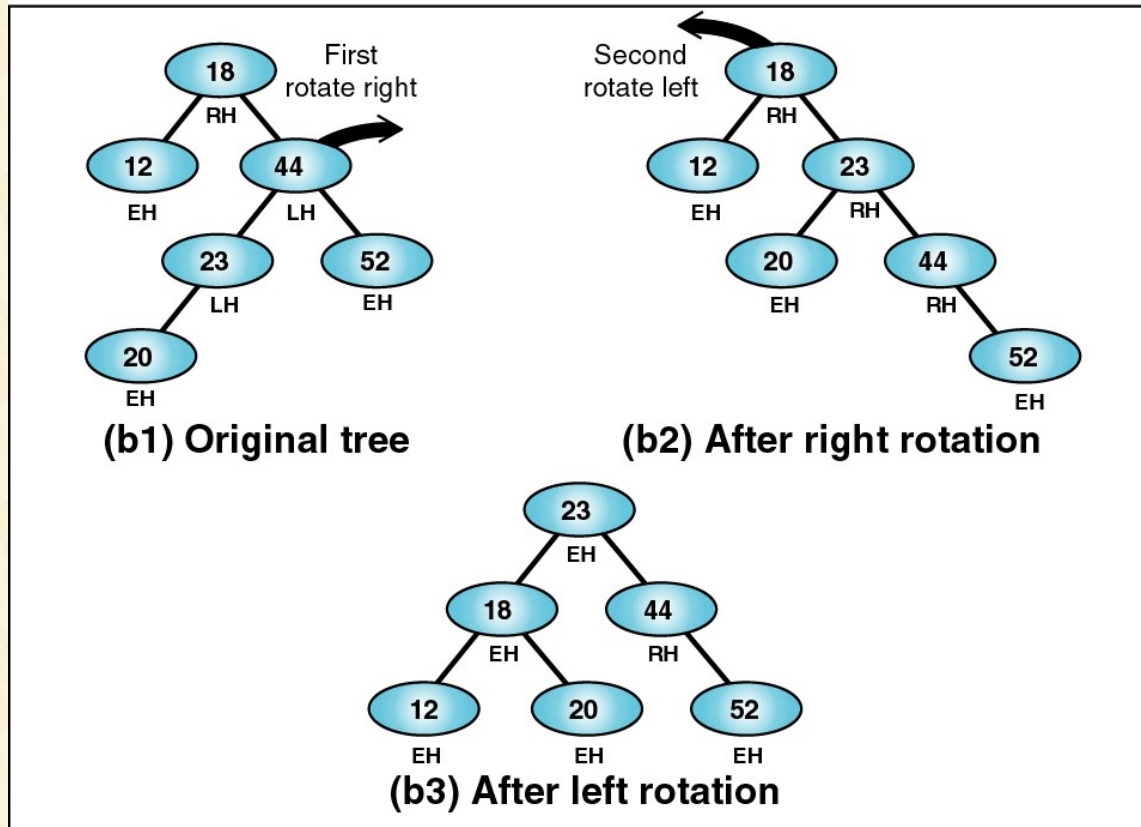 18
First
rotate right
RH
12
44
EH
LH
23
52
LH
EH
20
EH
(b1) Original tree
Second
rotate left
18
RH
12
23
EH
RH
20
44
EH
RH
52
EH
(b2) After right rotation
23
EH
18
44
EH
RH
12
20
52
EH
EH
EH
(b3) After left rotation